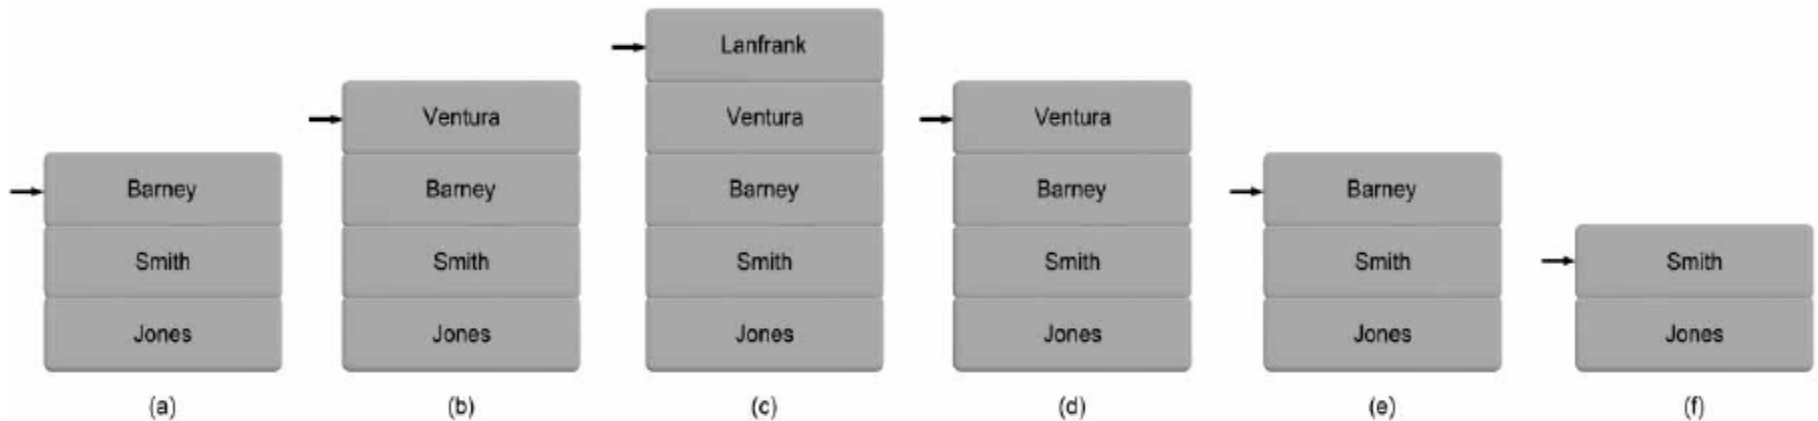 Barney
Smith
Jones
(a)
Ventura
Barney
Smith
Jones
(b)
Lanfrank
Ventura
Barney
Smith
Jones
(c)
Ventura
Barney
Smith
Jones
(d)
Barney
Smith
Jones
(e)
Smith
Jones
(f)